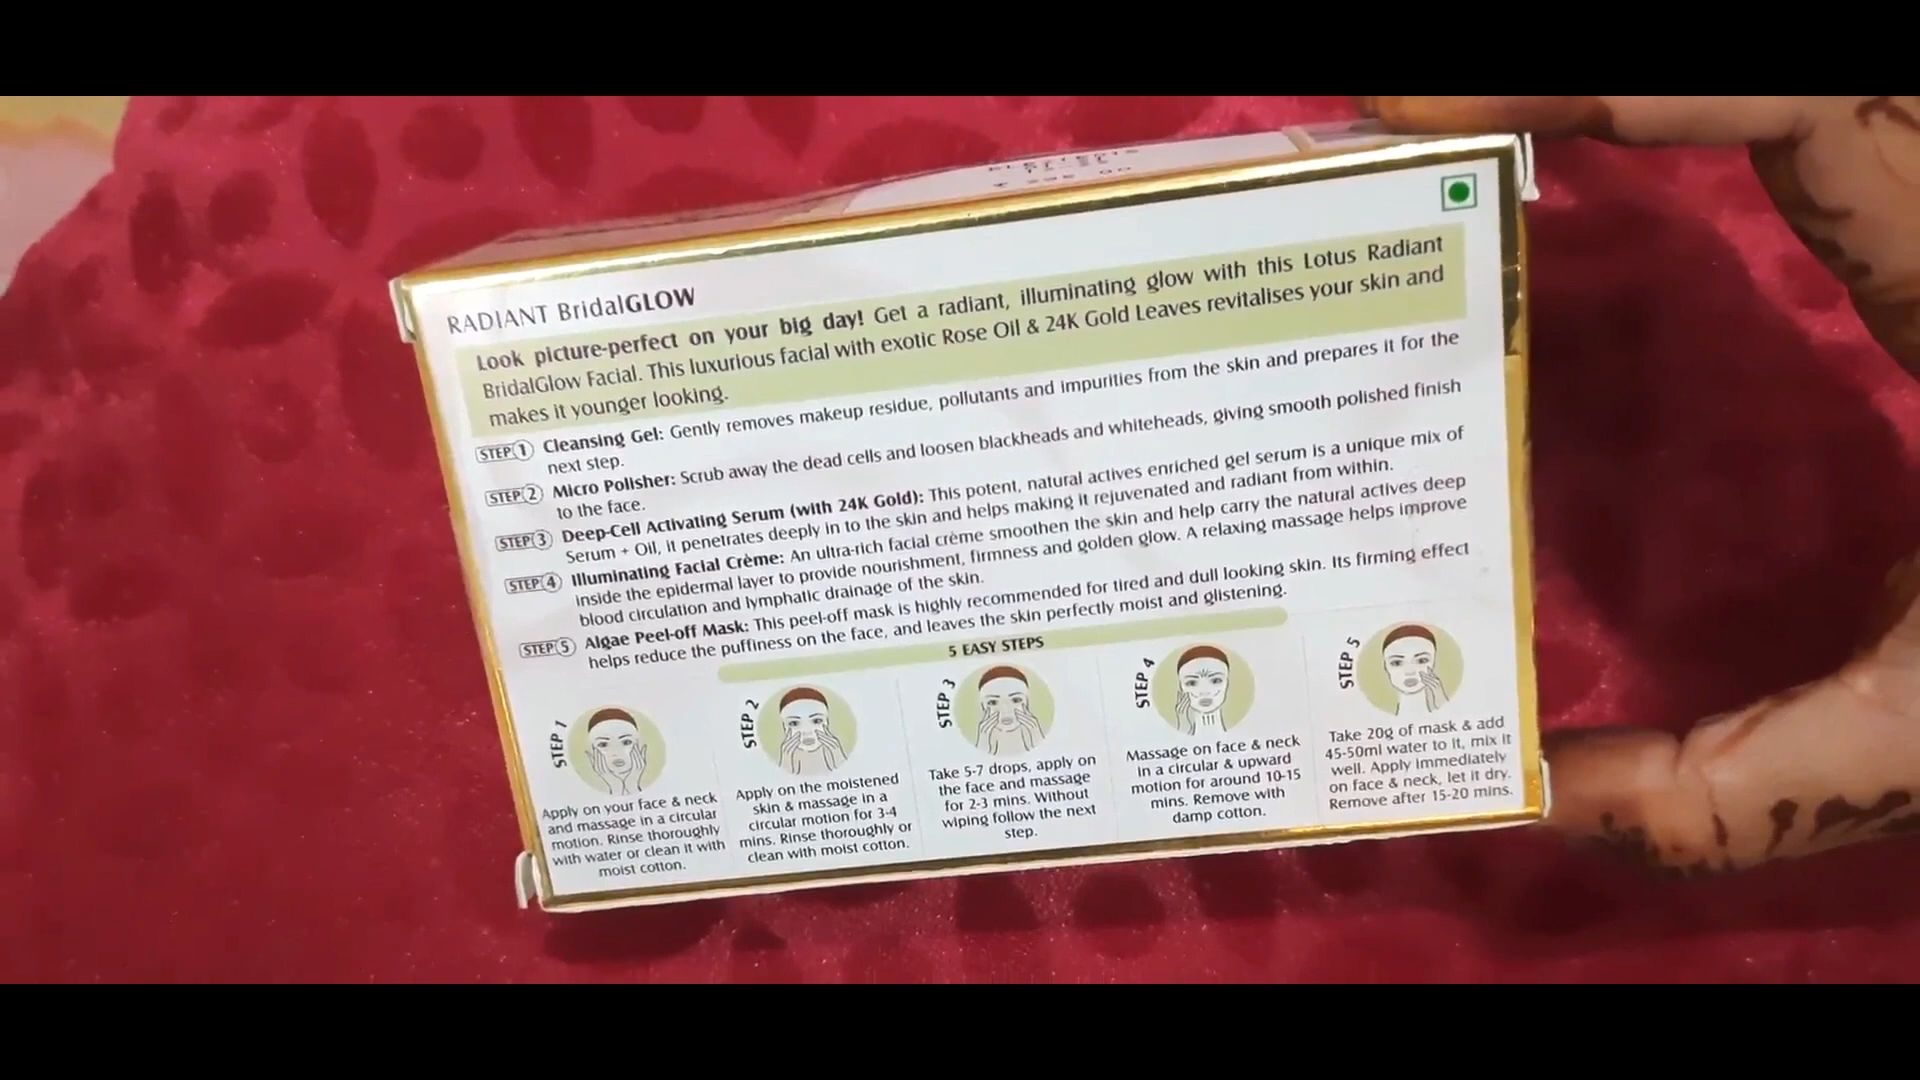 RADIANT BridalGLOW
Look picture-perfect on your big day! Get a radiant, illuminating glow with this Lotus Radiant
BridalGlow Facial. This luxurious facial with exotic Rose Oil & 24K Gold Leaves revitalises your skin and
makes it younger looking.
STEP 1 Cleansing Gel: Gently removes makeup residue, pollutants and impurities from the skin and prepares it for the
next step.
STEP 2 Micro Polisher: Scrub away the dead cells and loosen blackheads and whiteheads, giving smooth polished finish
to the face.
STEP 3 Deep-Cell Activating Serum (with 24K Gold): This potent, natural actives enriched gel serum is a unique mix of
Serum + Oil, it penetrates deeply in to the skin and helps making it rejuvenated and radiant from within.
STEP 4 Illuminating Facial Crème: An ultra-rich facial crème smoothen the skin and help carry the natural actives deep
inside the epidermal layer to provide nourishment, firmness and golden glow. A relaxing massage helps improve
blood circulation and lymphatic drainage of the skin.
STEP 5 Algae Peel-off Mask: This peel-off mask is highly recommended for tired and dull looking skin. Its firming effect
helps reduce the puffiness on the face, and leaves the skin perfectly moist and glistening.
5 EASY STEPS
STEP 1
Apply on your face & neck
and massage in a circular
motion. Rinse thoroughly
with water or clean it with
moist cotton.
STEP 2
Apply on the moistened
skin & massage in a
circular motion for 3-4
mins. Rinse thoroughly or
clean with moist cotton.
STEP 3
Take 5-7 drops, apply on
the face and massage
for 2-3 mins. Without
wiping follow the next
step.
STEP 4
Massage on face & neck
in a circular & upward
motion for around 10-15
mins. Remove with
damp cotton.
STEP 5
Take 20g of mask & add
45-50ml water to it, mix it
well. Apply immediately
on face & neck, let it dry.
Remove after 15-20 mins.